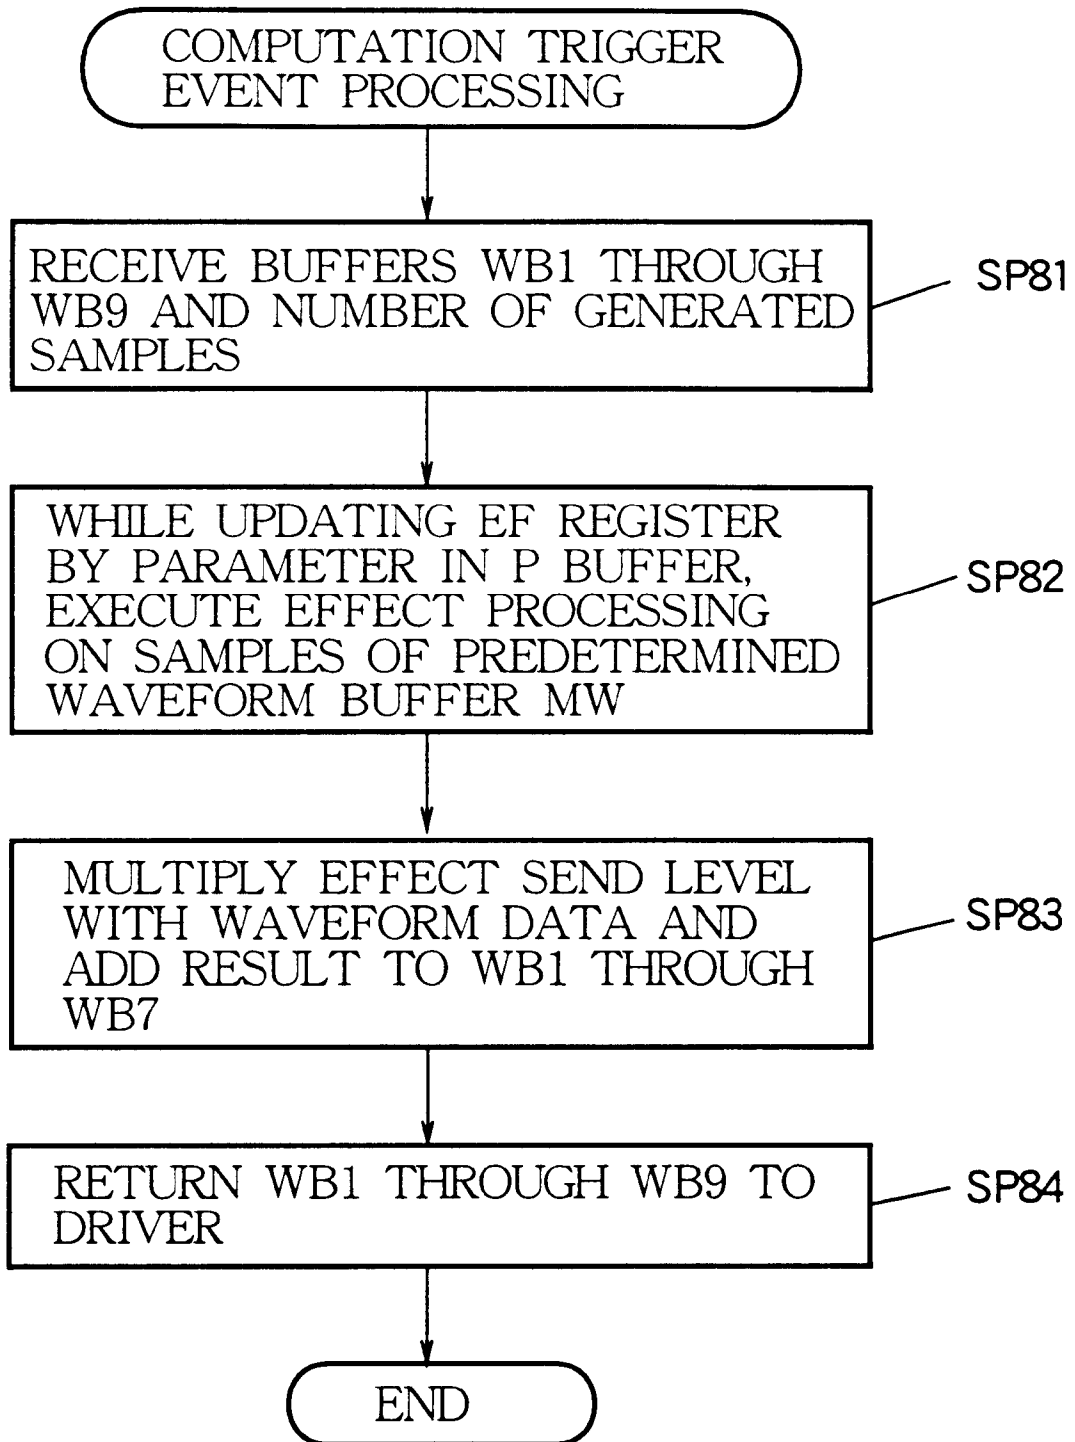 COMPUTATION TRIGGER
EVENT PROCESSING
RECEIVE BUFFERS WB1 THROUGH
WB9 AND NUMBER OF GENERATED
SAMPLES
SP81
WHILE UPDATING EF REGISTER
BY PARAMETER IN P BUFFER,
EXECUTE EFFECT PROCESSING
ON SAMPLES OF PREDETERMINED
WAVEFORM BUFFER MW
SP82
MULTIPLY EFFECT SEND LEVEL
WITH WAVEFORM DATA AND
ADD RESULT TO WB1 THROUGH
WB7
SP83
RETURN WB1 THROUGH WB9 TO
DRIVER
SP84
END